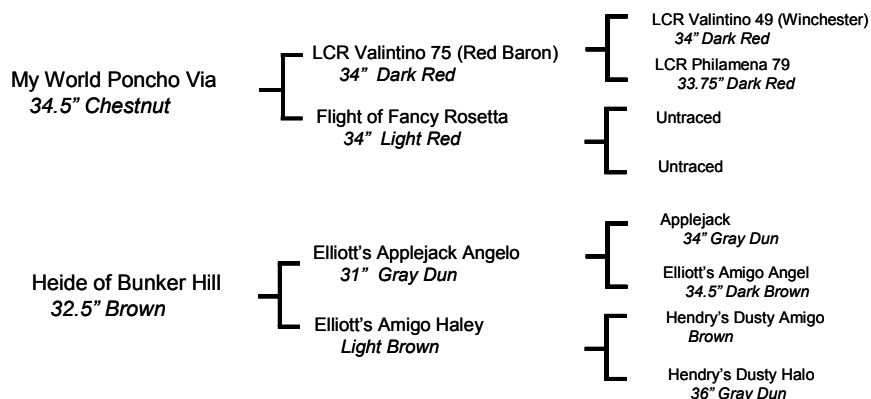 My World Poncho Via
34.5” Chestnut
LCR Valintino 75 (Red Baron)
34” Dark Red
Flight of Fancy Rosetta
34” Light Red
LCR Valintino 49 (Winchester)
34” Dark Red
LCR Philamena 79
33.75” Dark Red
Untraced
Untraced
Heide of Bunker Hill
32.5” Brown
Elliott’s Applejack Angelo
31” Gray Dun
Elliott’s Amigo Haley
Light Brown
Applejack
34” Gray Dun
Elliott’s Amigo Angel
34.5” Dark Brown
Hendry’s Dusty Amigo
Brown
Hendry’s Dusty Halo
36” Gray Dun